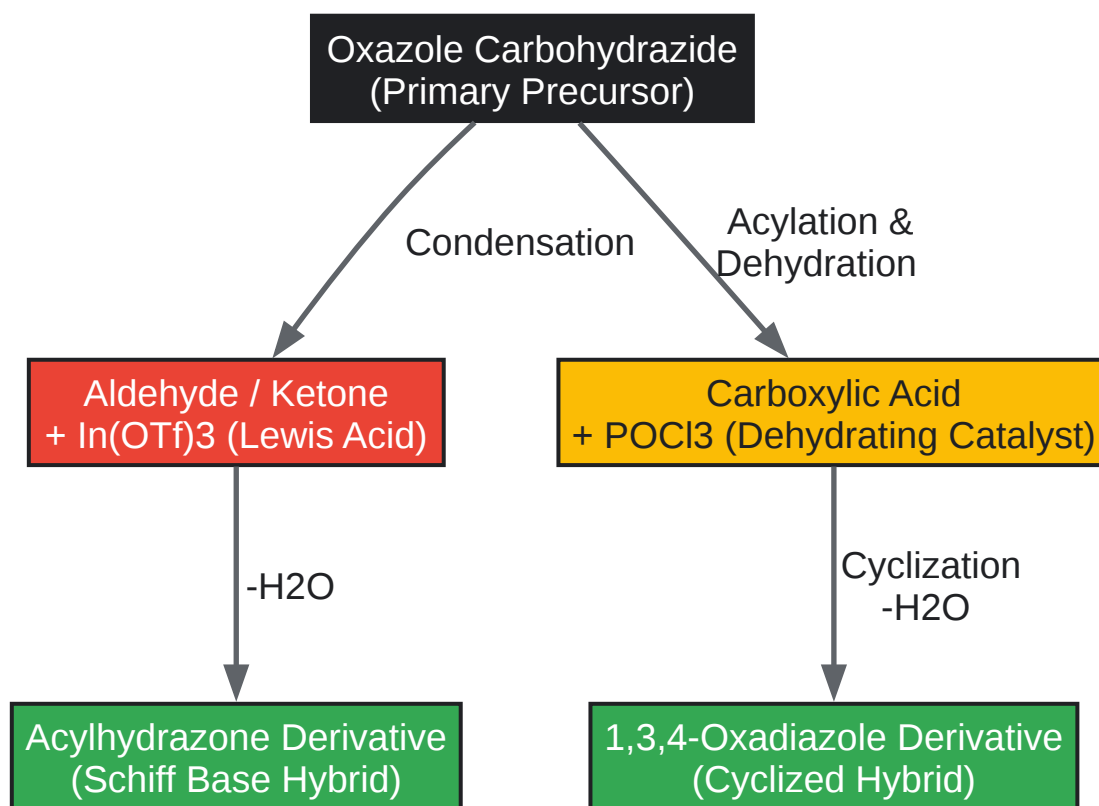 Oxazole Carbohydrazide
(Primary Precursor)
Condensation
Acylation &
Dehydration
Aldehyde / Ketone
+ In(OTf)3 (Lewis Acid)
Carboxylic Acid
+ POCl3 (Dehydrating Catalyst)
-H2O
Cyclization
-H2O
Acylhydrazone Derivative
(Schiff Base Hybrid)
1,3,4-Oxadiazole Derivative
(Cyclized Hybrid)